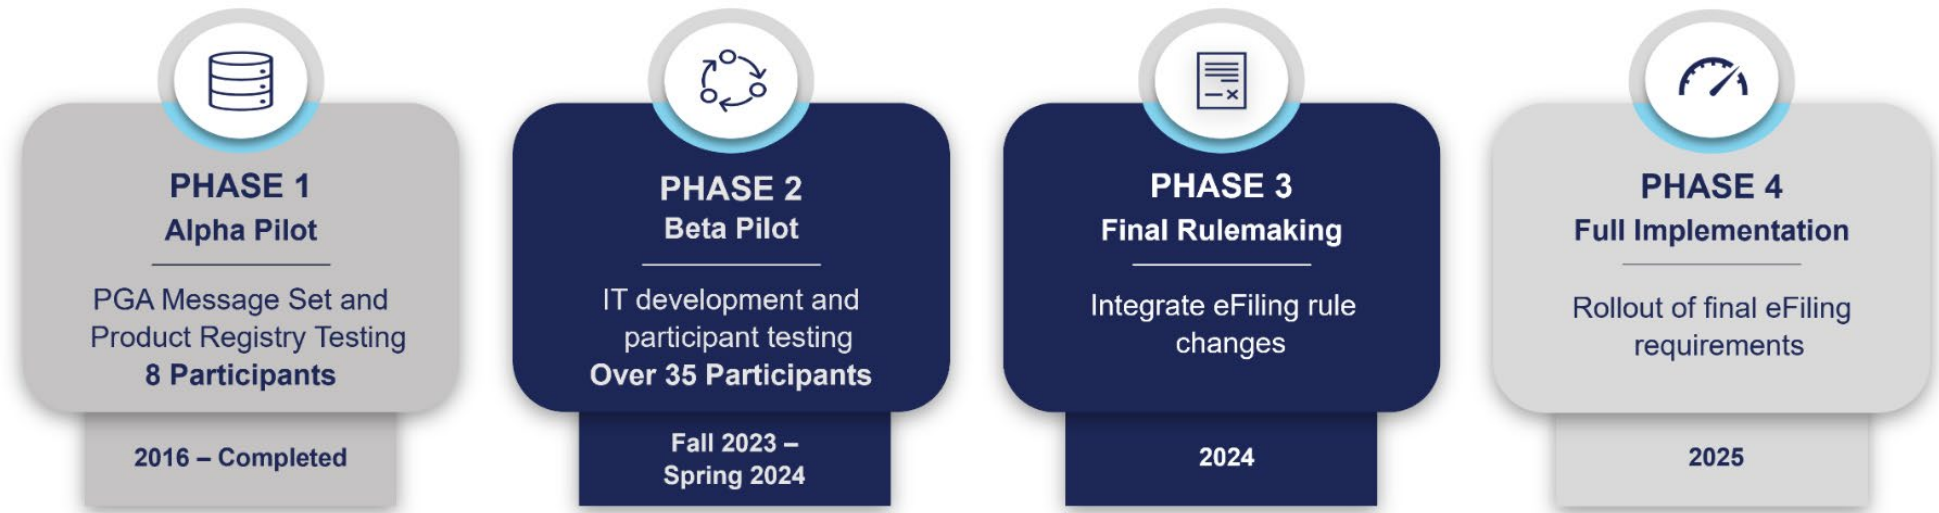 PHASE 1
Alpha Pilot
PGA Message Set and
Product Registry Testing
8 Participants
2016 – Completed
PHASE 2
Beta Pilot
IT development and
participant testing
Over 35 Participants
Fall 2023 –
Spring 2024
PHASE 3
Final Rulemaking
Integrate eFiling rule
changes
2024
PHASE 4
Full Implementation
Rollout of final eFiling
requirements
2025